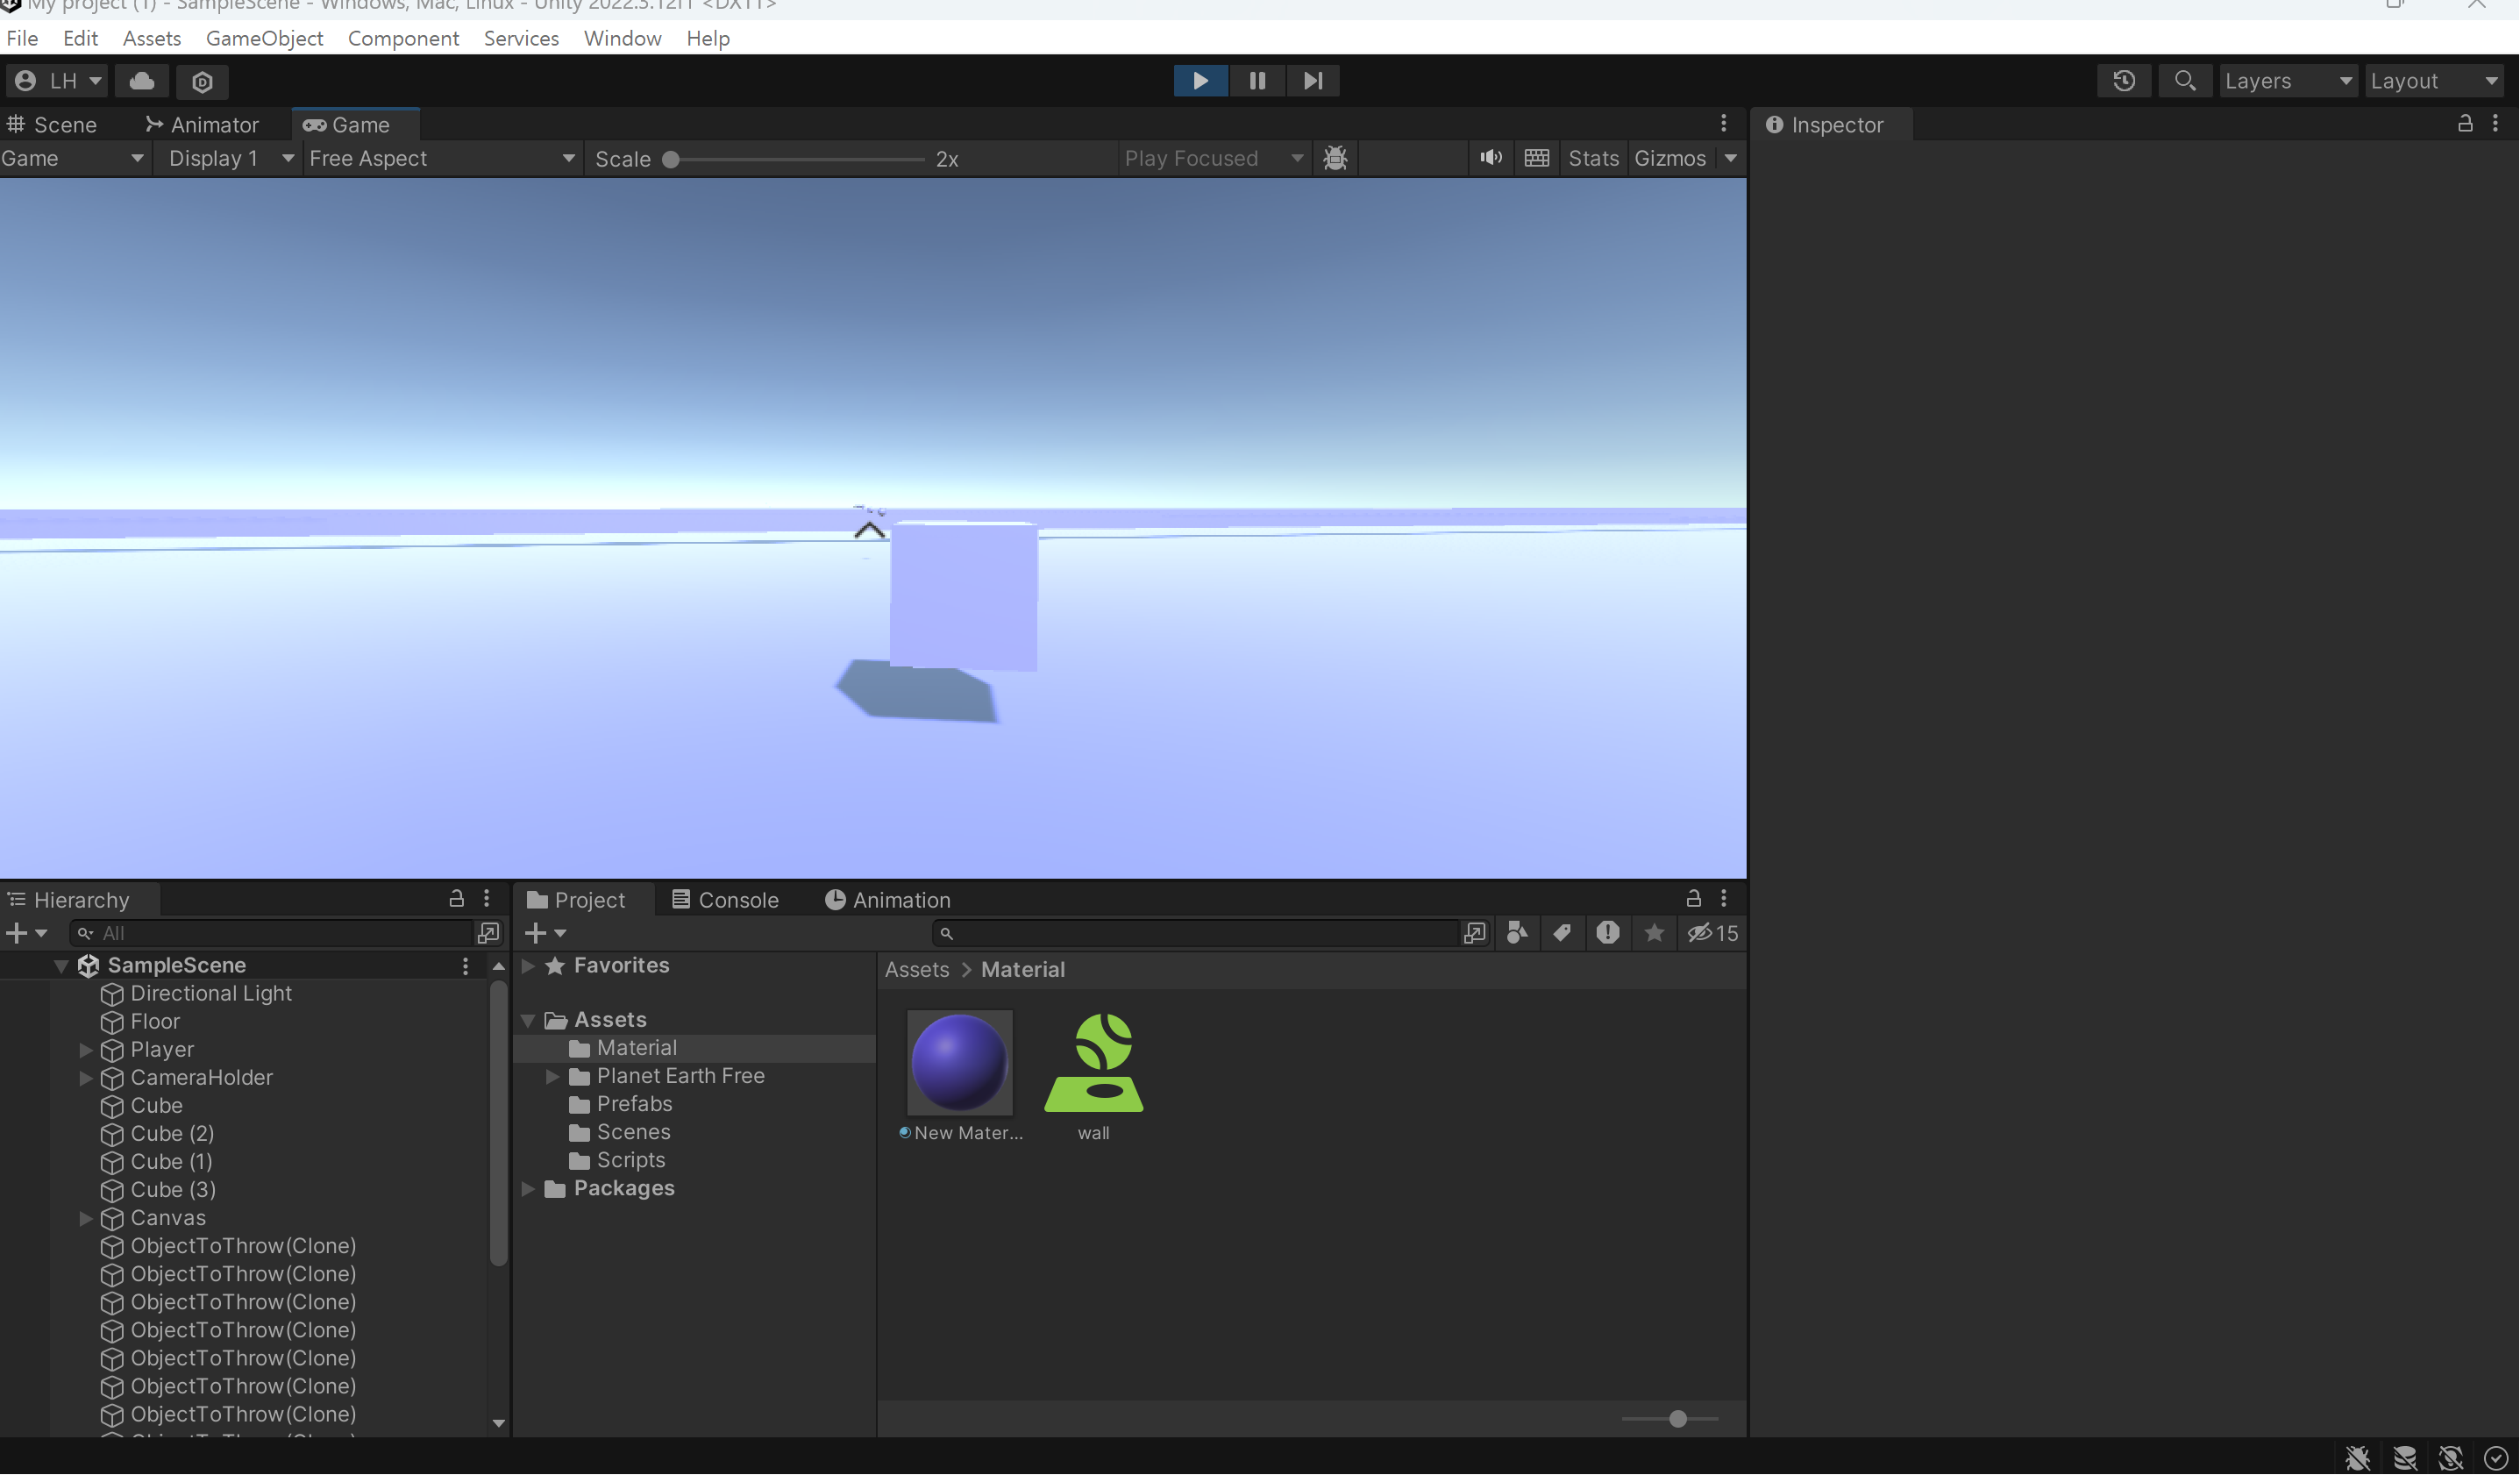 My project (1) - SampleScene - Windows, Mac, Linux - Unity 2022.3.12f1 <DX11>
File Edit Assets GameObject Component Services Window Help
LH Layers Layout
Scene Animator Game
Inspector
Game Display 1 Free Aspect Scale 2x Play Focused Stats Gizmos
Hierarchy
All
SampleScene
Directional Light
Floor
Player
CameraHolder
Cube
Cube (2)
Cube (1)
Cube (3)
Canvas
ObjectToThrow(Clone)
ObjectToThrow(Clone)
ObjectToThrow(Clone)
ObjectToThrow(Clone)
ObjectToThrow(Clone)
ObjectToThrow(Clone)
ObjectToThrow(Clone)
Project Console Animation
15
Favorites
Assets
Material
Planet Earth Free
Prefabs
Scenes
Scripts
Packages
Assets > Material
New Mater...
wall